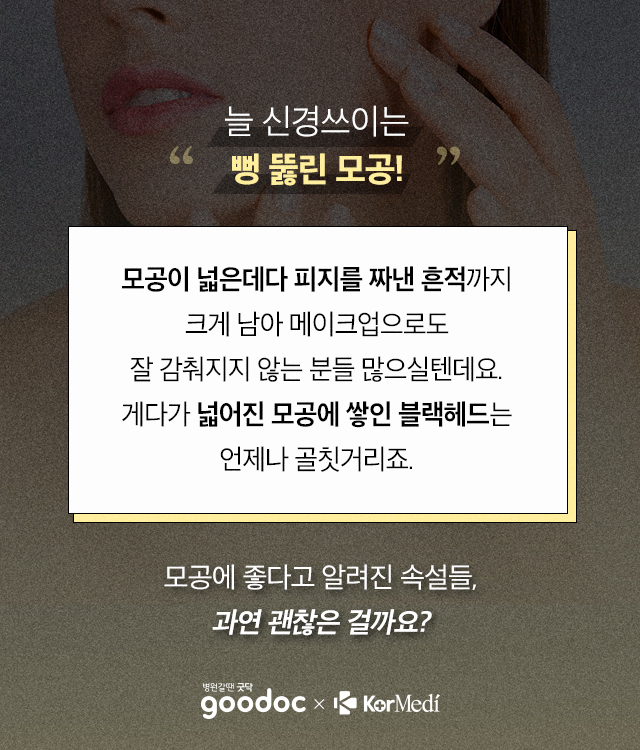 늘 신경쓰이는
“ 뻥 뚫린 모공! ”
모공이 넓은데다 피지를 짜낸 흔적까지
크게 남아 메이크업으로도
잘 감춰지지 않는 분들 많으실텐데요.
게다가 넓어진 모공에 쌓인 블랙헤드는
언제나 골칫거리죠.
모공에 좋다고 알려진 속설들,
과연 괜찮은 걸까요?
병원갈땐 굿닥
goodoc × KorMedi